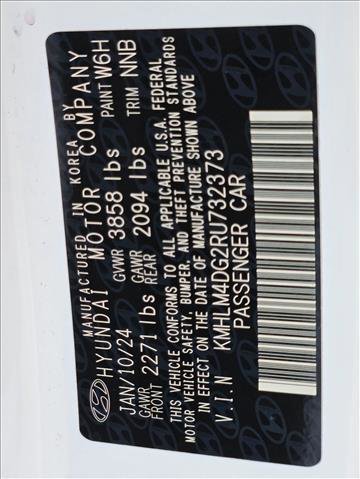 MANUFACTURED IN KOREA BY
HYUNDAI MOTOR COMPANY
JAN/10/24 GVWR 3858 lbs PAINT W6H
GAWR FRONT 2271 lbs GAWR REAR 2094 lbs TRIM NNB
THIS VEHICLE CONFORMS TO ALL APPLICABLE U.S.A. FEDERAL
MOTOR VEHICLE SAFETY, BUMPER, AND THEFT PREVENTION STANDARDS
IN EFFECT ON THE DATE OF MANUFACTURE SHOWN ABOVE
V.I.N KMHLM4DG2RU732373
PASSENGER CAR